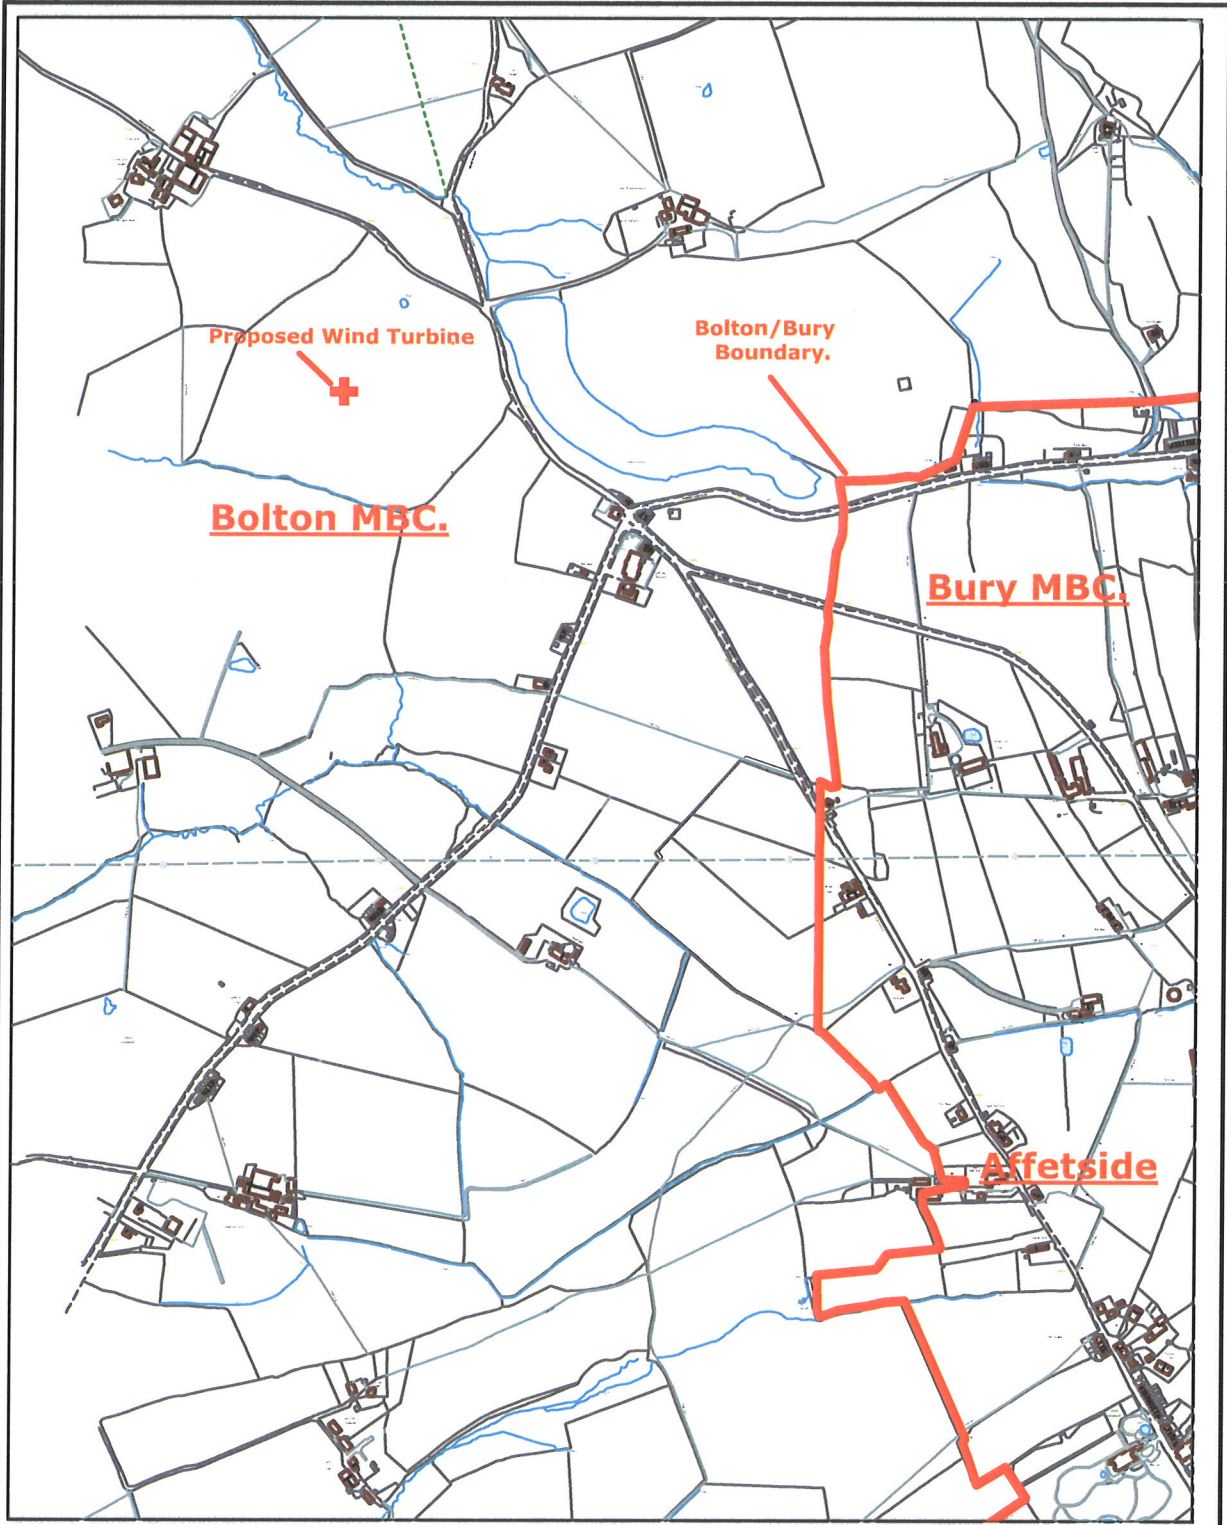 Proposed Wind Turbine
Bolton/Bury
Boundary.
Bolton MBC.
Bury MBC.
Affetside